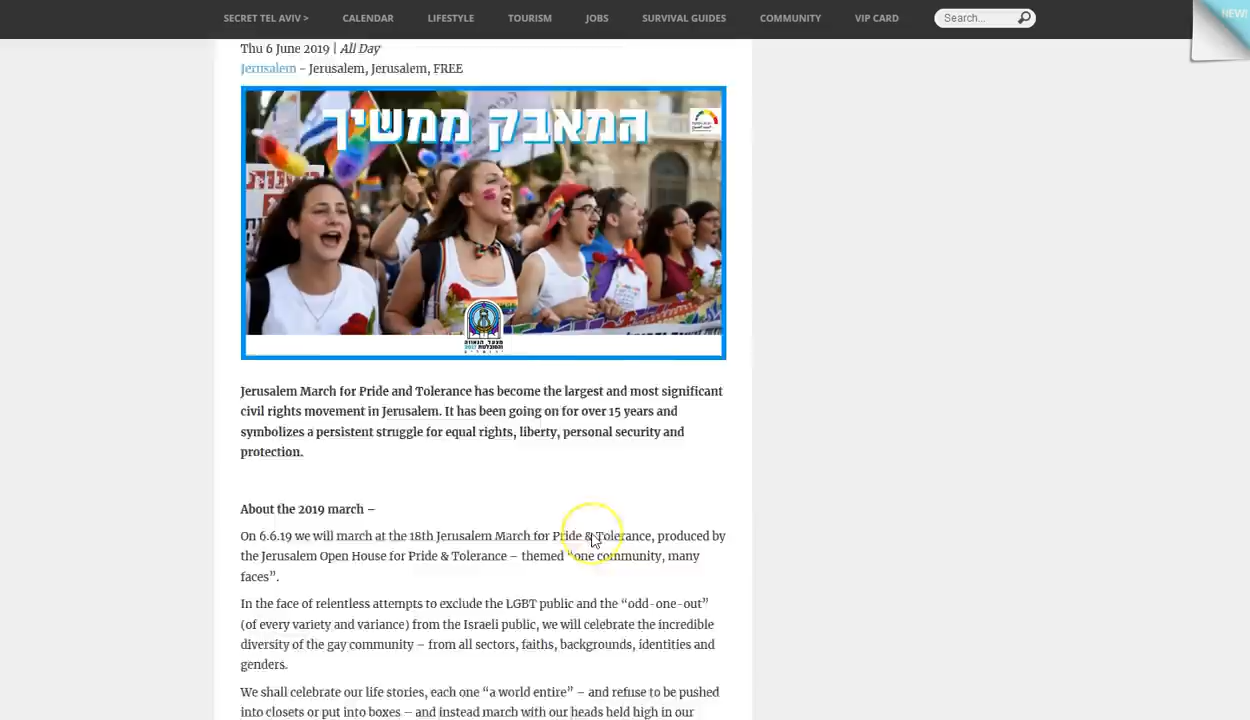 SECRET TEL AVIV > CALENDAR LIFESTYLE TOURISM JOBS SURVIVAL GUIDES COMMUNITY VIP CARD Search... NEW!
Thu 6 June 2019 | All Day
Jerusalem - Jerusalem, Jerusalem, FREE
המאבק ממשיך
Jerusalem March for Pride and Tolerance has become the largest and most significant
civil rights movement in Jerusalem. It has been going on for over 15 years and
symbolizes a persistent struggle for equal rights, liberty, personal security and
protection.
About the 2019 march –
On 6.6.19 we will march at the 18th Jerusalem March for Pride & Tolerance, produced by
the Jerusalem Open House for Pride & Tolerance – themed “one community, many
faces”.
In the face of relentless attempts to exclude the LGBT public and the “odd-one-out”
(of every variety and variance) from the Israeli public, we will celebrate the incredible
diversity of the gay community – from all sectors, faiths, backgrounds, identities and
genders.
We shall celebrate our life stories, each one “a world entire” – and refuse to be pushed
into closets or put into boxes – and instead march with our heads held high in our